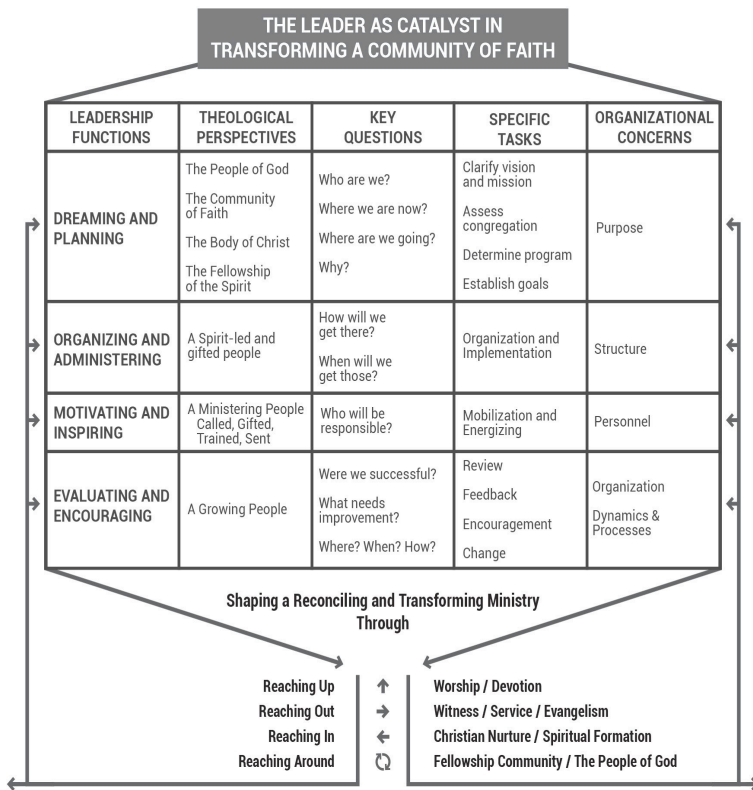 THE LEADER AS CATALYST IN
TRANSFORMING A COMMUNITY OF FAITH
LEADERSHIP
FUNCTIONS
THEOLOGICAL
PERSPECTIVES
KEY
QUESTIONS
SPECIFIC
TASKS
ORGANIZATIONAL
CONCERNS
DREAMING AND
PLANNING
The People of God
The Community
of Faith
The Body of Christ
The Fellowship
of the Spirit
Who are we?
Where we are now?
Where are we going?
Why?
Clarify vision
and mission
Assess
congregation
Determine program
Establish goals
Purpose
ORGANIZING AND
ADMINISTERING
A Spirit-led and
gifted people
How will we
get there?
When will we
get those?
Organization and
Implementation
Structure
MOTIVATING AND
INSPIRING
A Ministering People
Called, Gifted,
Trained, Sent
Who will be
responsible?
Mobilization and
Energizing
Personnel
EVALUATING AND
ENCOURAGING
A Growing People
Were we successful?
What needs
improvement?
Where? When? How?
Review
Feedback
Encouragement
Change
Organization
Dynamics &
Processes
Shaping a Reconciling and Transforming Ministry
Through
Reaching Up
Worship / Devotion
Reaching Out
Witness / Service / Evangelism
Reaching In
Christian Nurture / Spiritual Formation
Reaching Around
Fellowship Community / The People of God